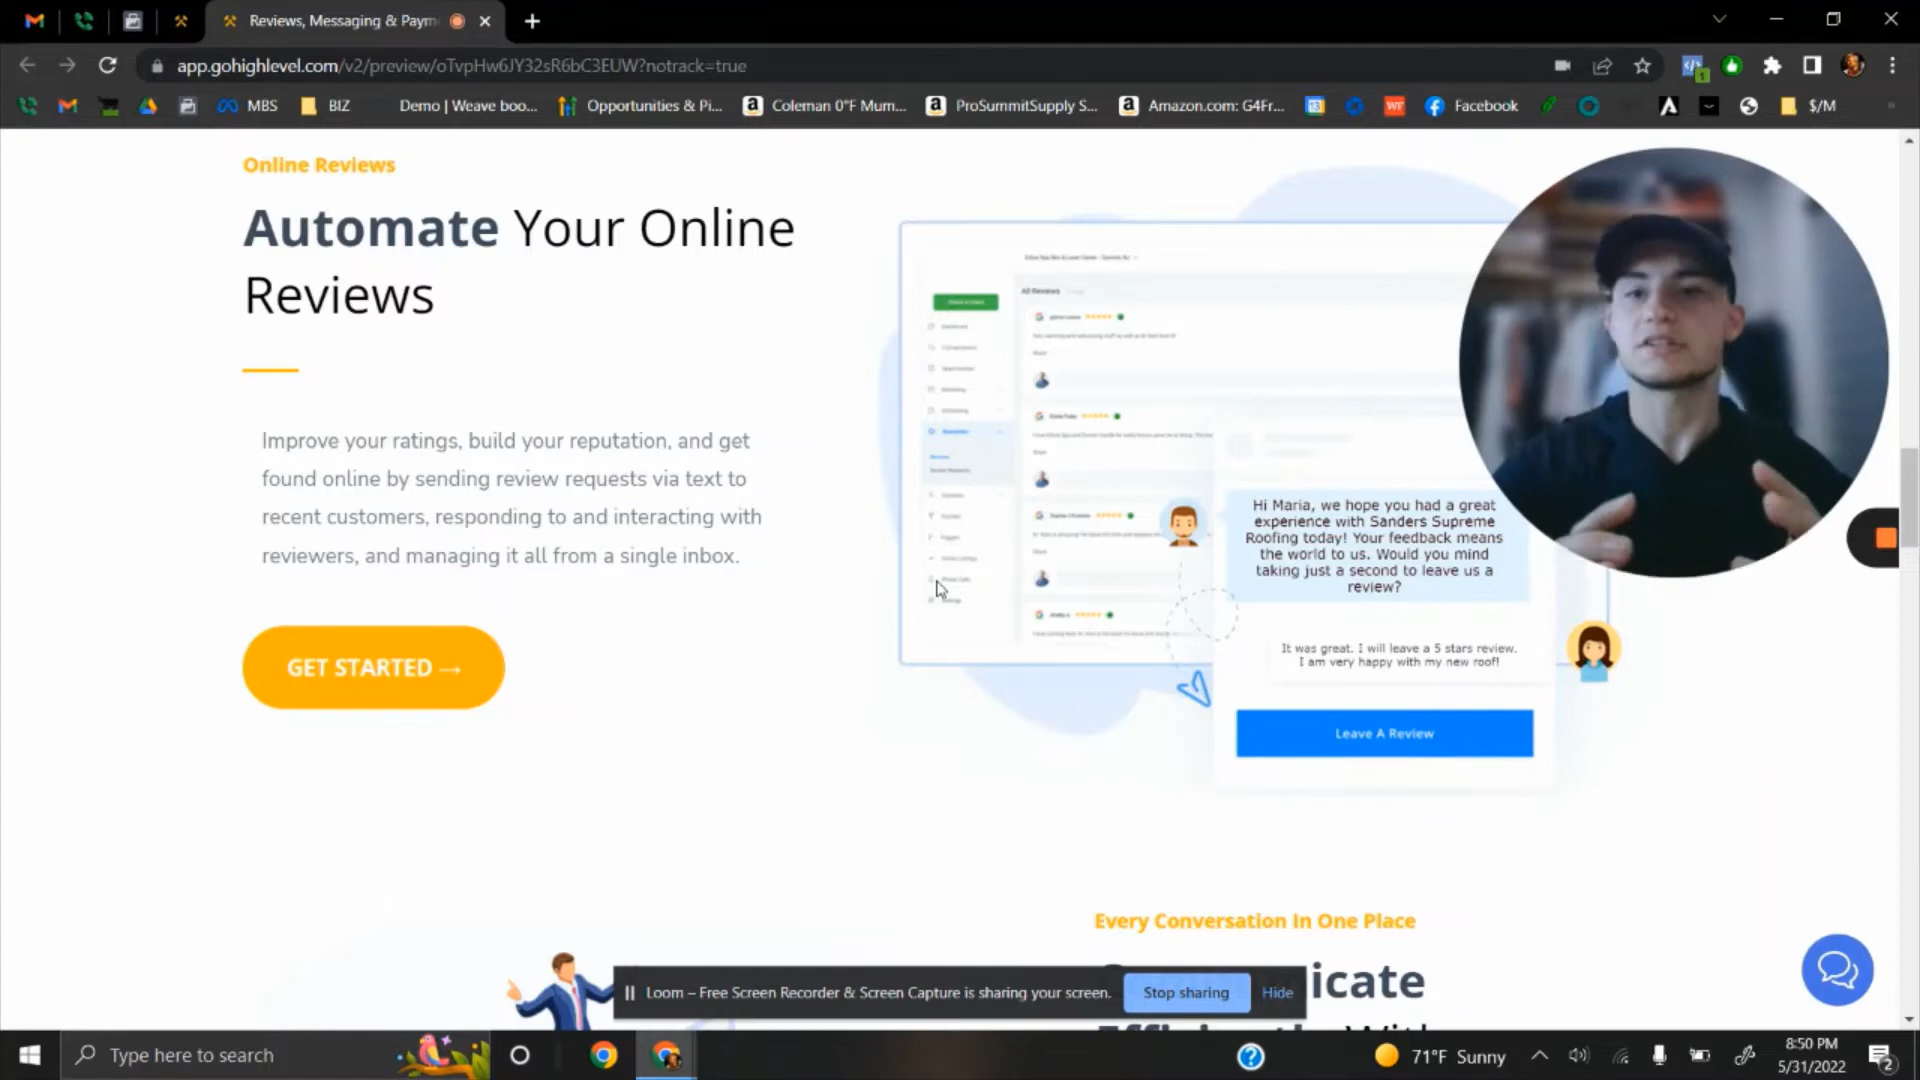 Reviews, Messaging & Paym
app.gohighlevel.com/v2/preview/oTvpHw6JY32sR6bC3EUW?notrack=true
1
MBS
BIZ
Demo | Weave boo...
Opportunities & Pi...
Coleman 0°F Mum...
ProSummitSupply S...
Amazon.com: G4Fr...
WF
Facebook
$/M
»
Online Reviews
Automate Your Online
Reviews
Improve your ratings, build your reputation, and get
found online by sending review requests via text to
recent customers, responding to and interacting with
reviewers, and managing it all from a single inbox.
GET STARTED →
All Reviews
Hi Maria, we hope you had a great
experience with Sanders Supreme
Roofing today! Your feedback means
the world to us. Would you mind
taking just a second to leave us a
review?
It was great. I will leave a 5 stars review.
I am very happy with my new roof!
Leave A Review
Every Conversation In One Place
icate
Loom – Free Screen Recorder & Screen Capture is sharing your screen.
Stop sharing
Hide
Type here to search
71°F Sunny
8:50 PM
5/31/2022
2